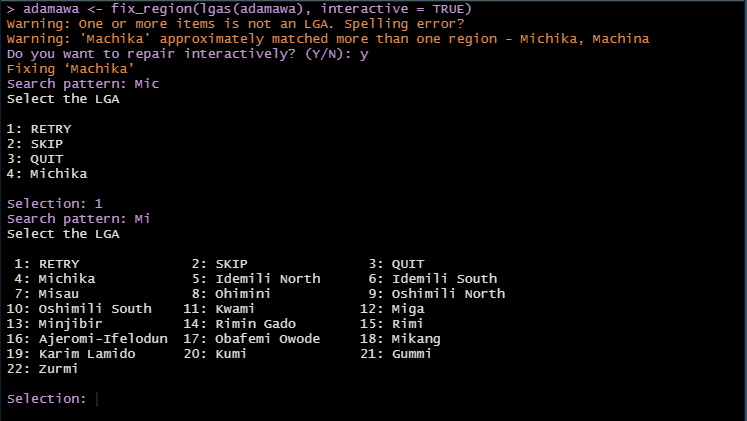 > adamawa <- fix_region(lgas(adamawa), interactive = TRUE)
Warning: One or more items is not an LGA. Spelling error?
Warning: 'Machika' approximately matched more than one region - Michika, Machina
Do you want to repair interactively? (Y/N): y
Fixing ‘Machika’
Search pattern: Mic
Select the LGA

1: RETRY
2: SKIP
3: QUIT
4: Michika

Selection: 1
Search pattern: Mi
Select the LGA

 1: RETRY              2: SKIP               3: QUIT
 4: Michika            5: Idemili North      6: Idemili South
 7: Misau              8: Ohimini            9: Oshimili North
10: Oshimili South    11: Kwami             12: Miga
13: Minjibir          14: Rimin Gado        15: Rimi
16: Ajeromi-Ifelodun  17: Obafemi Owode     18: Mikang
19: Karim Lamido      20: Kumi              21: Gummi
22: Zurmi

Selection: